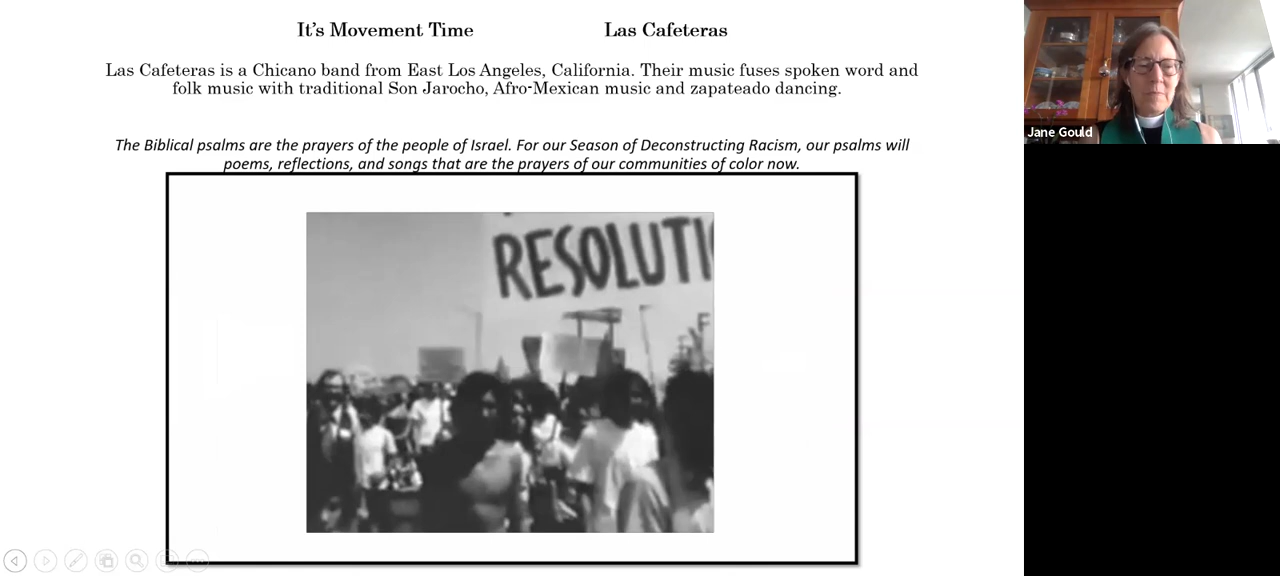 It's Movement Time Las Cafeteras
Las Cafeteras is a Chicano band from East Los Angeles, California. Their music fuses spoken word and
folk music with traditional Son Jarocho, Afro-Mexican music and zapateado dancing.
The Biblical psalms are the prayers of the people of Israel. For our Season of Deconstructing Racism, our psalms will
poems, reflections, and songs that are the prayers of our communities of color now.
RESOLUTI
Jane Gould